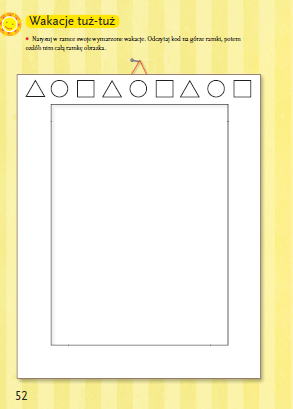 Wakacje tuż-tuż
• Narysuj w ramce swoje wymarzone wakacje. Odczytaj kod na górze ramki, potem
ozdób nim całą ramkę obrazka.
52